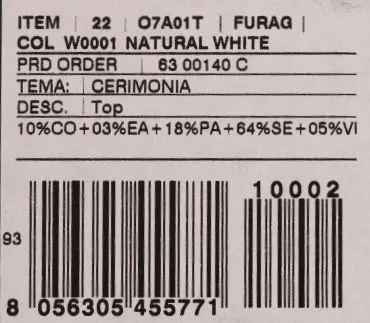 ITEM | 22 | O7A01T | FURAG |
COL W0001 NATURAL WHITE
PRD ORDER | 63 00140 C
TEMA: | CERIMONIA
DESC. | Top
10%CO+03%EA+18%PA+64%SE+05%VI
10002
93
8 056305 455771